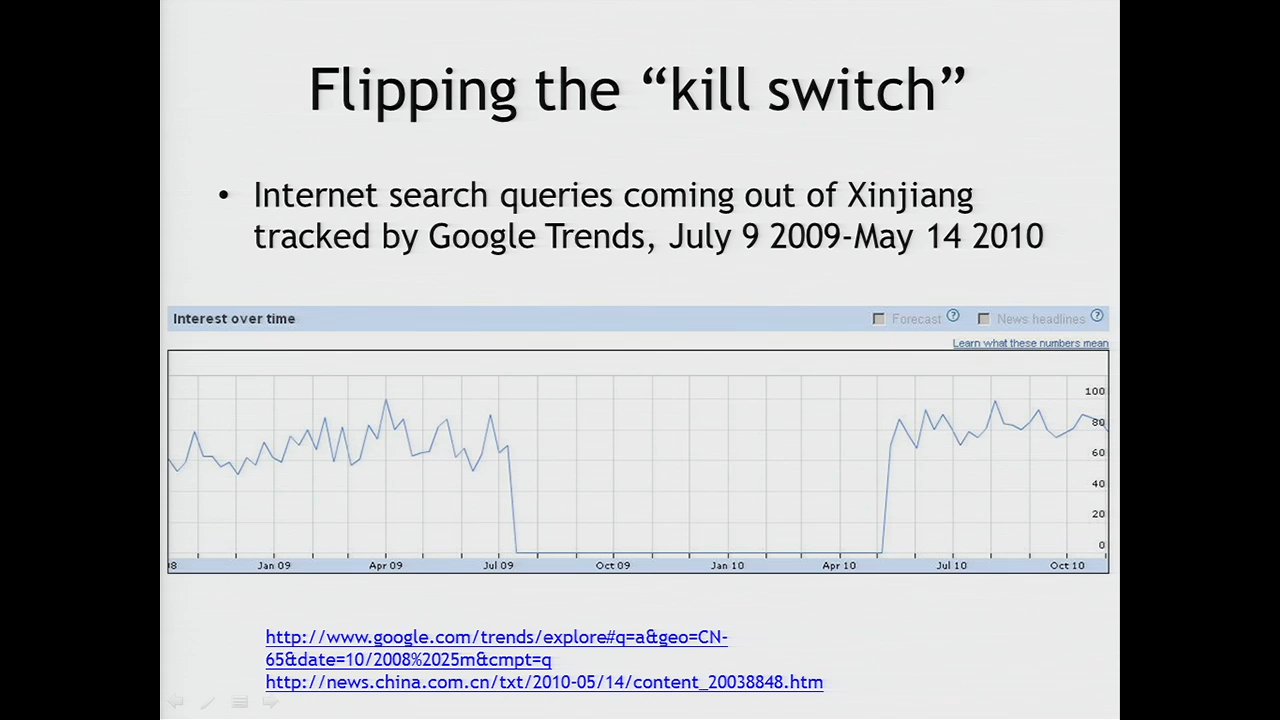 Flipping the “kill switch”
• Internet search queries coming out of Xinjiang
tracked by Google Trends, July 9 2009-May 14 2010
Interest over time
Forecast ? News headlines ?
Learn what these numbers mean
100
80
60
40
20
0
8 Jan 09 Apr 09 Jul 09 Oct 09 Jan 10 Apr 10 Jul 10 Oct 10
http://www.google.com/trends/explore#q=a&geo=CN-
65&date=10/2008%2025m&cmpt=q
http://news.china.com.cn/txt/2010-05/14/content_20038848.htm